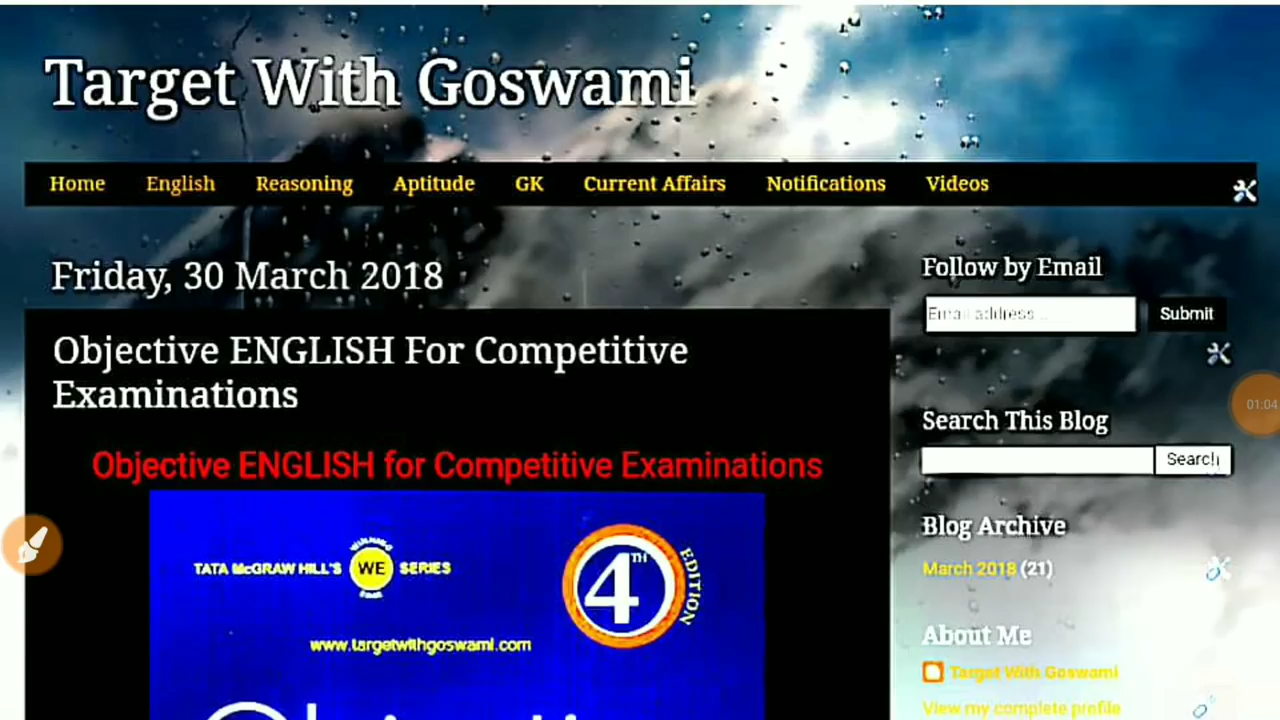 Target With Goswami
Home English Reasoning Aptitude GK Current Affairs Notifications Videos
Friday, 30 March 2018
Objective ENGLISH For Competitive
Examinations
Objective ENGLISH for Competitive Examinations
TATA McGRAW HILL'S WINNING EDGE SERIES
4TH EDITION
www.targetwithgoswami.com
Follow by Email
Email address...
Submit
01:04
Search This Blog
Search
Blog Archive
March 2018 (21)
About Me
Target With Goswami
View my complete profile